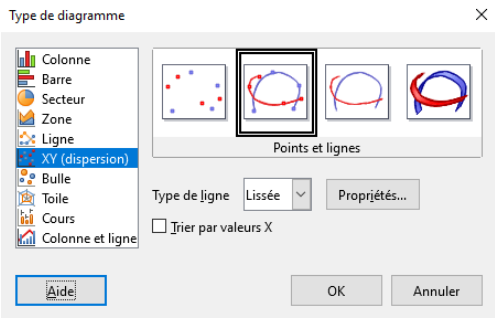 Type de diagramme
Colonne
Barre
Secteur
Zone
Ligne
XY (dispersion)
Bulle
Toile
Cours
Colonne et ligne
Points et lignes
Type de ligne Lissée Propriétés...
Trier par valeurs X
Aide OK Annuler